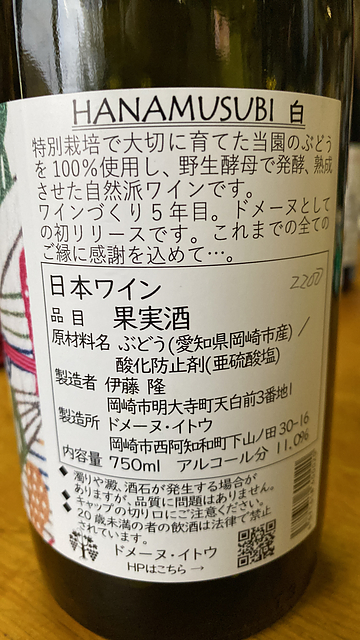 HANAMUSUBI 白
特別栽培で大切に育てた当園のぶどう
を100%使用し、野生酵母で発酵、熟成
させた自然派ワインです。
ワインづくり5年目。ドメーヌとして
の初リリースです。これまでの全ての
ご縁に感謝を込めて…。
日本ワイン 2200
品目 果実酒
原材料名 ぶどう(愛知県岡崎市産)/
酸化防止剤(亜硫酸塩)
製造者 伊藤 隆
岡崎市明大寺町天白前3番地1
製造所 ドメーヌ・イトウ
岡崎市西阿知和町下山ノ田30-16
内容量 750ml アルコール分 11.0%
◆ 濁りや澱、酒石が発生する場合が
ありますが、品質に問題はありません。
◆ キャップの切り口にご注意ください。
◆ 20歳未満の者の飲酒は法律で禁止
されています。
ドメーヌ・イトウ
HPはこちら→